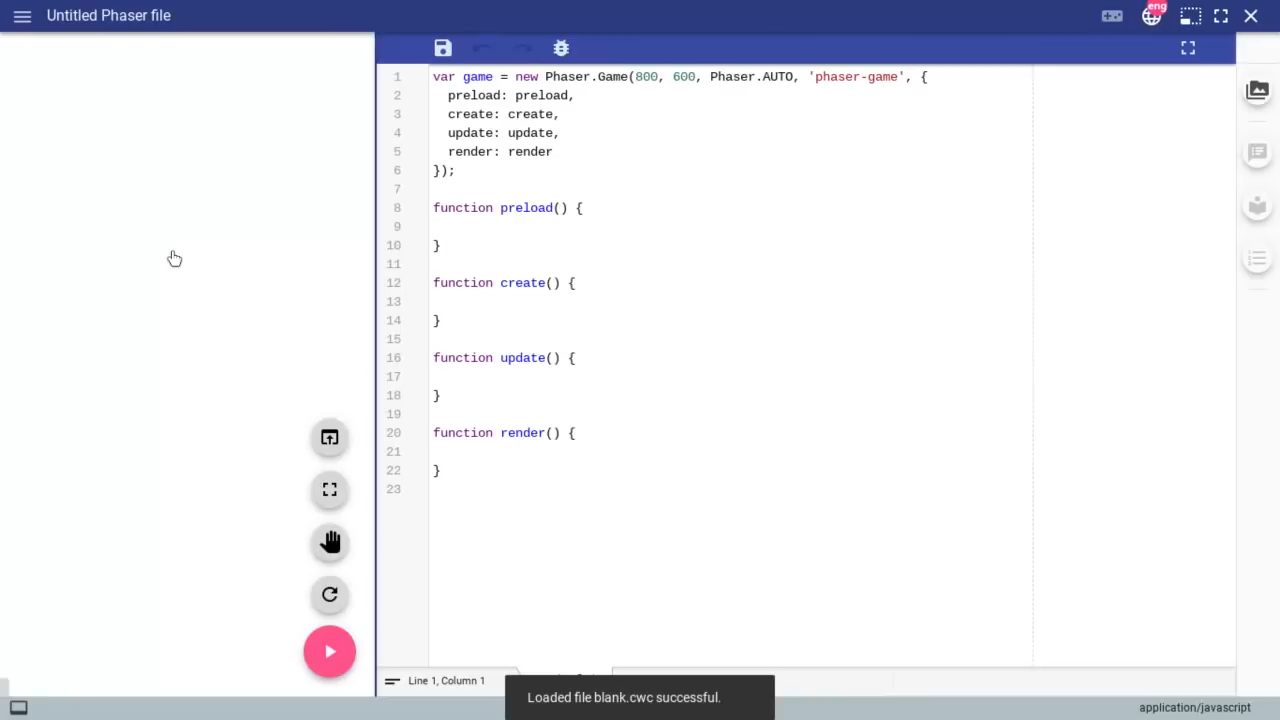 Untitled Phaser file
eng
1 var game = new Phaser.Game(800, 600, Phaser.AUTO, 'phaser-game', {
2 preload: preload,
3 create: create,
4 update: update,
5 render: render
6 });
7
8 function preload() {
9
10 }
11
12 function create() {
13
14 }
15
16 function update() {
17
18 }
19
20 function render() {
21
22 }
23
Line 1, Column 1
Loaded file blank.cwc successful.
application/javascript